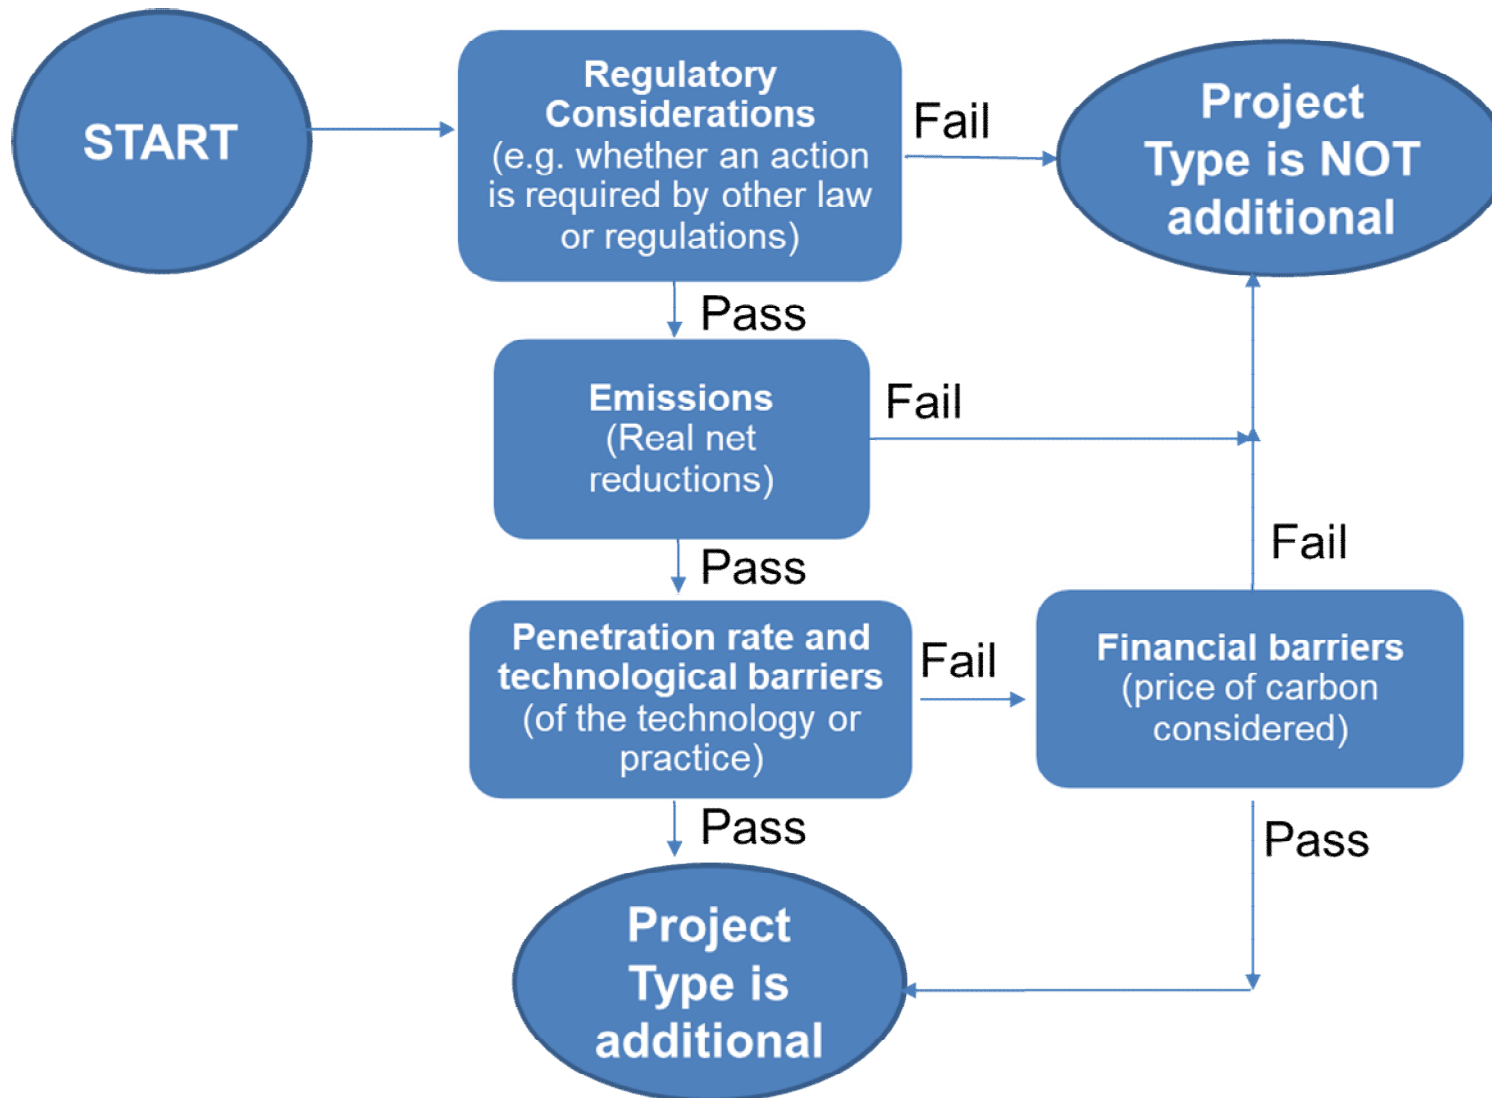 START
Regulatory
Considerations
(e.g. whether an action
is required by other law
or regulations)
Fail
Project
Type is NOT
additional
Pass
Emissions
(Real net
reductions)
Fail
Pass
Fail
Penetration rate and
technological barriers
(of the technology or
practice)
Fail
Financial barriers
(price of carbon
considered)
Pass
Pass
Project
Type is
additional